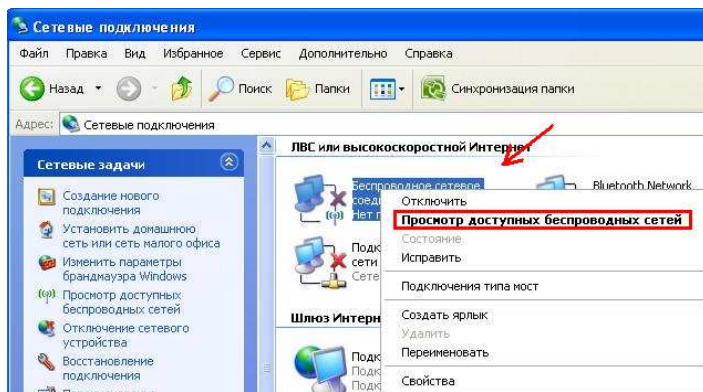 Сетевые подключения
Файл Правка Вид Избранное Сервис Дополнительно Справка
Назад Поиск Папки Синхронизация папки
Адрес: Сетевые подключения
Сетевые задачи
Создание нового
подключения
Установить домашнюю
сеть или сеть малого офиса
Изменить параметры
брандмауэра Windows
Просмотр доступных
беспроводных сетей
Отключение сетевого
устройства
Восстановление
подключения
ЛВС или высокоскоростной Интернет
Беспроводное сетевое
соеди
Нет п
Bluetooth Network
Подк
сети
Сете
Шлюз Интерн
Подк
Подк
Подк
Отключить
Просмотр доступных беспроводных сетей
Состояние
Исправить
Подключения типа мост
Создать ярлык
Удалить
Переименовать
Свойства